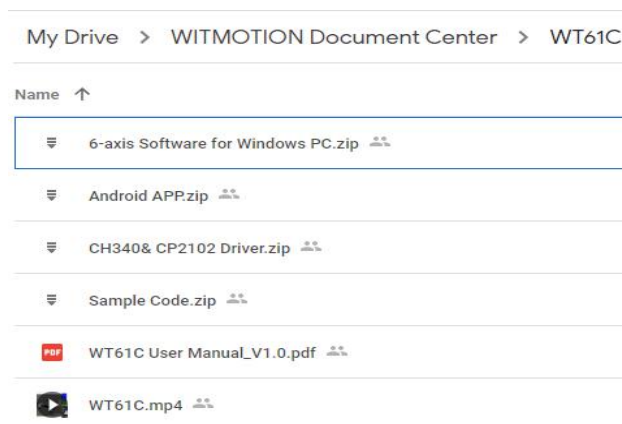 My Drive > WITMOTION Document Center > WT61C
Name ↑
6-axis Software for Windows PC.zip
Android APP.zip
CH340& CP2102 Driver.zip
Sample Code.zip
PDF WT61C User Manual_V1.0.pdf
WT61C.mp4